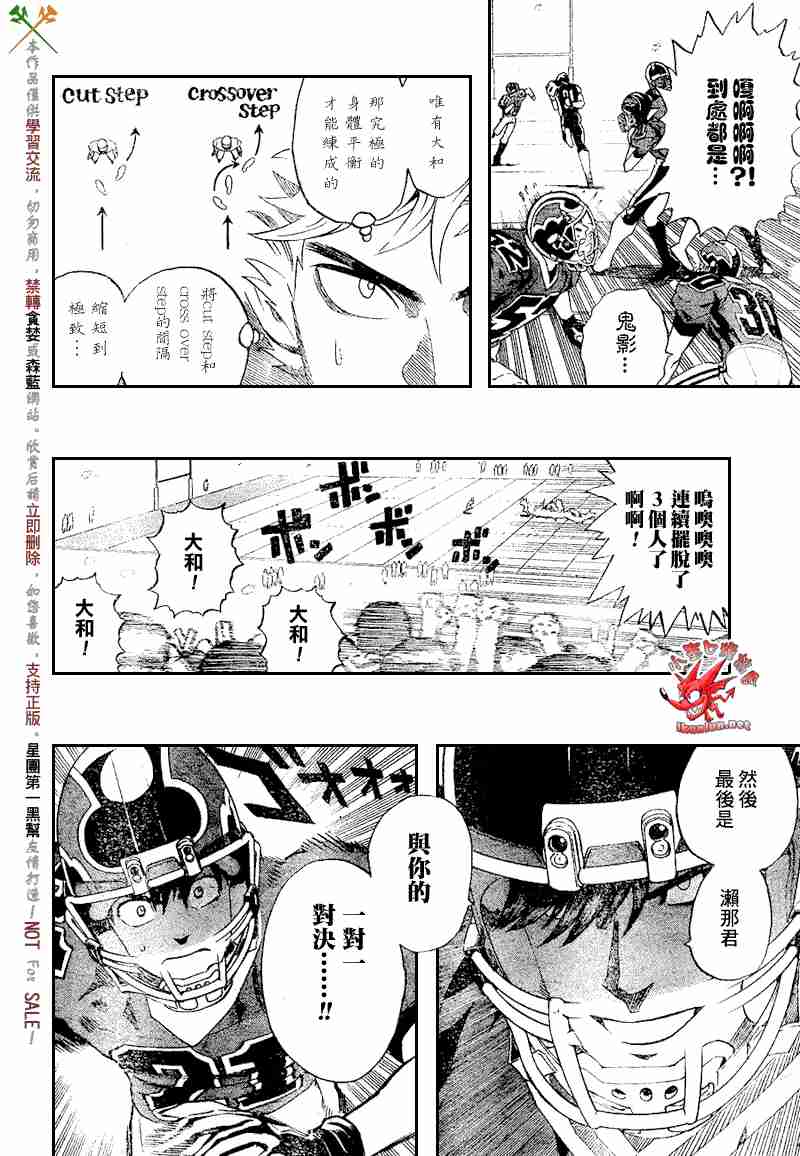 嘎啊啊啊?!
到處都是…
鬼影…
唯有大和
那究極的
身體平衡
才能練成的
crossover
step
cut step
將cut step和
cross over
step的間隔
縮短到
極致…
嗚噢噢噢
連續擺脫了
3個人了
啊啊!
ボ
ボ
ボ
大和!
大和!
大和!
然後
最後是
瀨那君
與你的
一對一
對決……!!
本作品僅供學習交流，切勿商用，禁轉貪婪或森藍網站。欣賞后請立即刪除，如您喜歡，支持正版。星團第一黑幫友情打造—NOT For SALE—